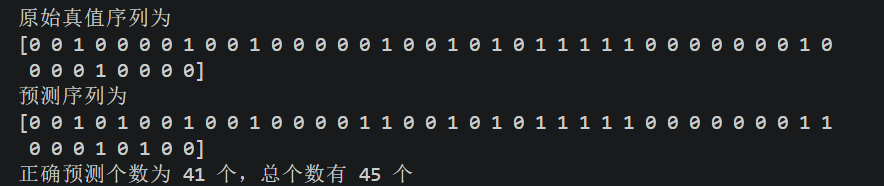 原始真值序列为
[0 0 1 0 0 0 0 1 0 0 1 0 0 0 0 0 1 0 0 1 0 1 0 1 1 1 1 1 0 0 0 0 0 0 0 1 0
0 0 0 1 0 0 0 0]
预测序列为
[0 0 1 0 1 0 0 1 0 0 1 0 0 0 0 1 1 0 0 1 0 1 0 1 1 1 1 1 0 0 0 0 0 0 0 1 1
0 0 0 1 0 1 0 0]
正确预测个数为 41 个，总个数有 45 个